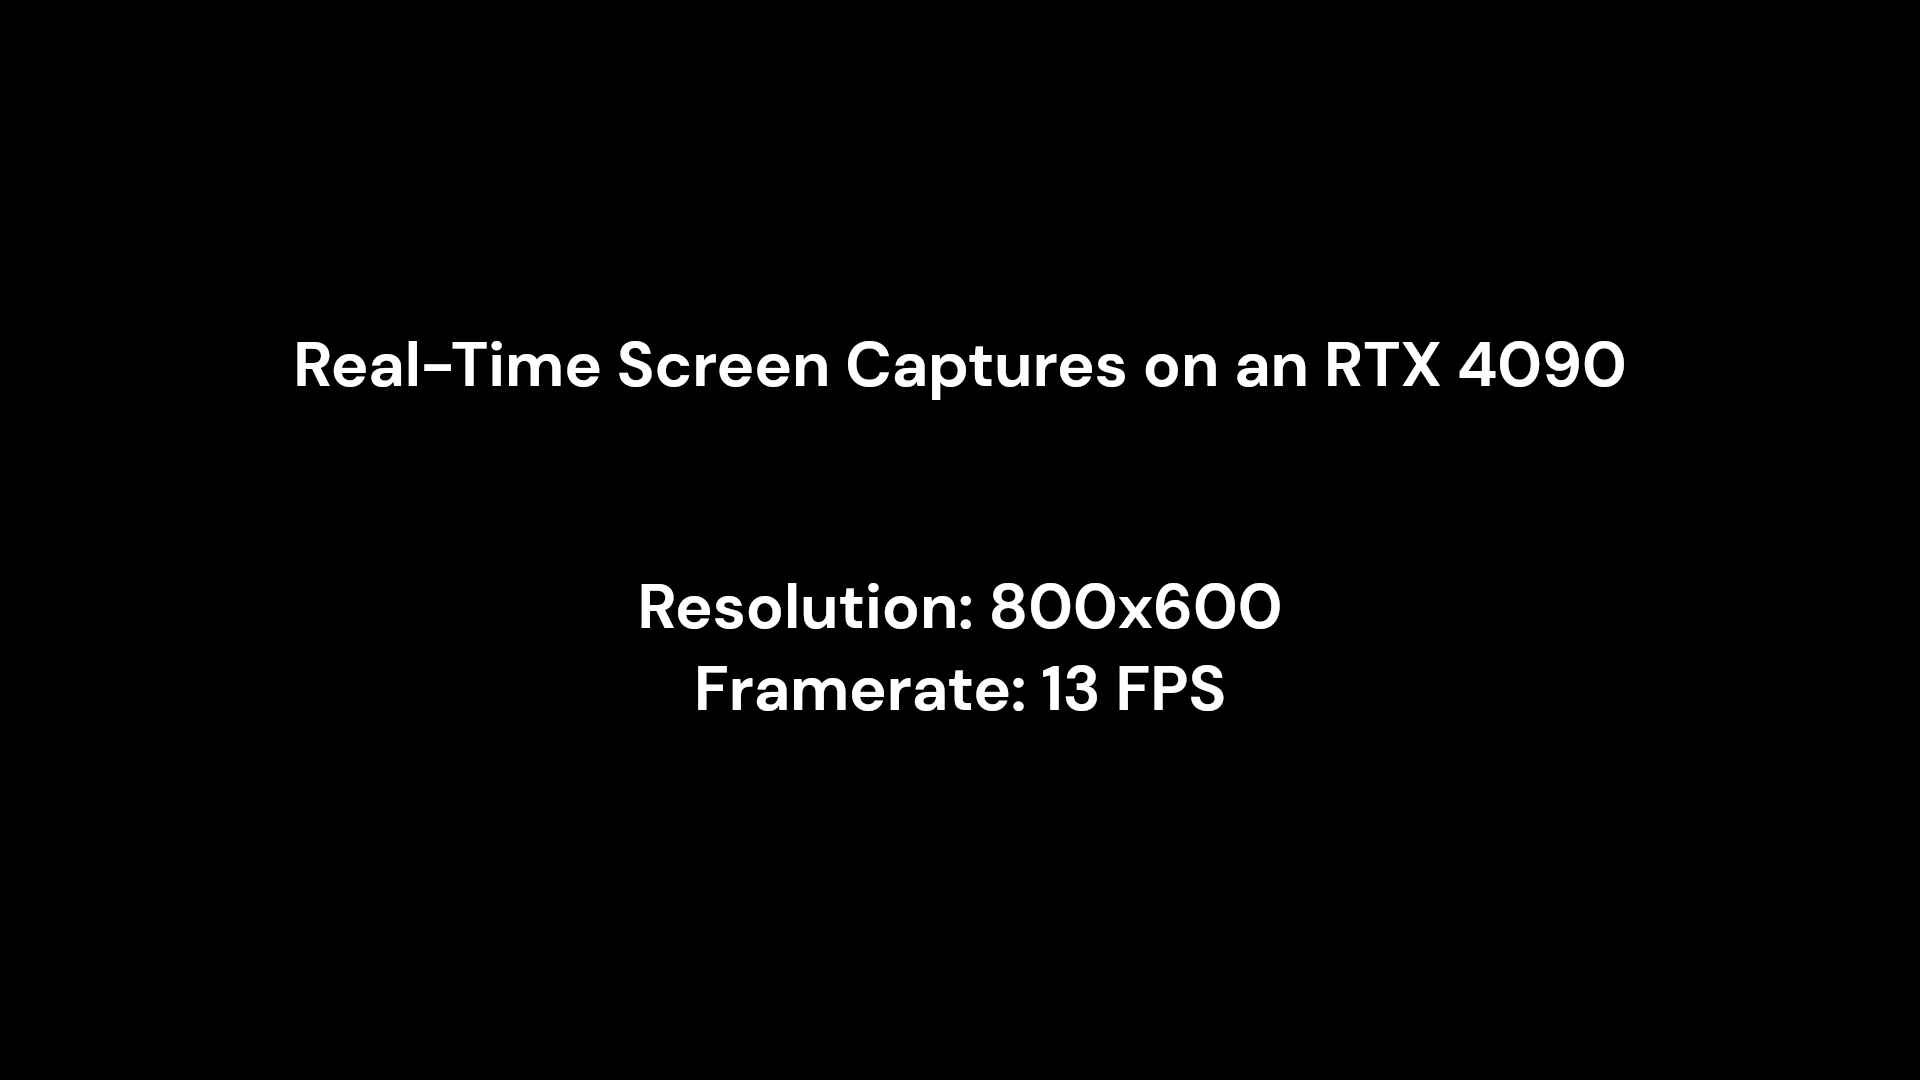 Real-Time Screen Captures on an RTX 4090
Resolution: 800x600
Framerate: 13 FPS